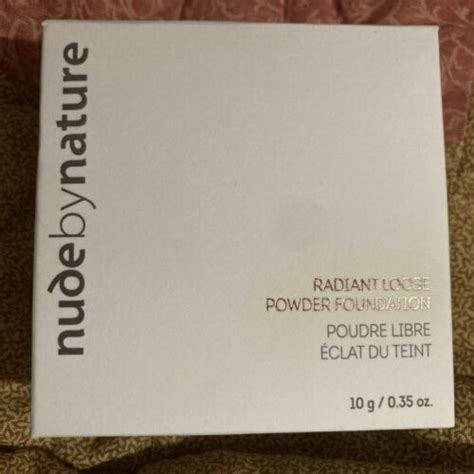 nudebynature
RADIANT LOOSE
POWDER FOUNDATION
POUDRE LIBRE
ÉCLAT DU TEINT
10 g / 0.35 oz.